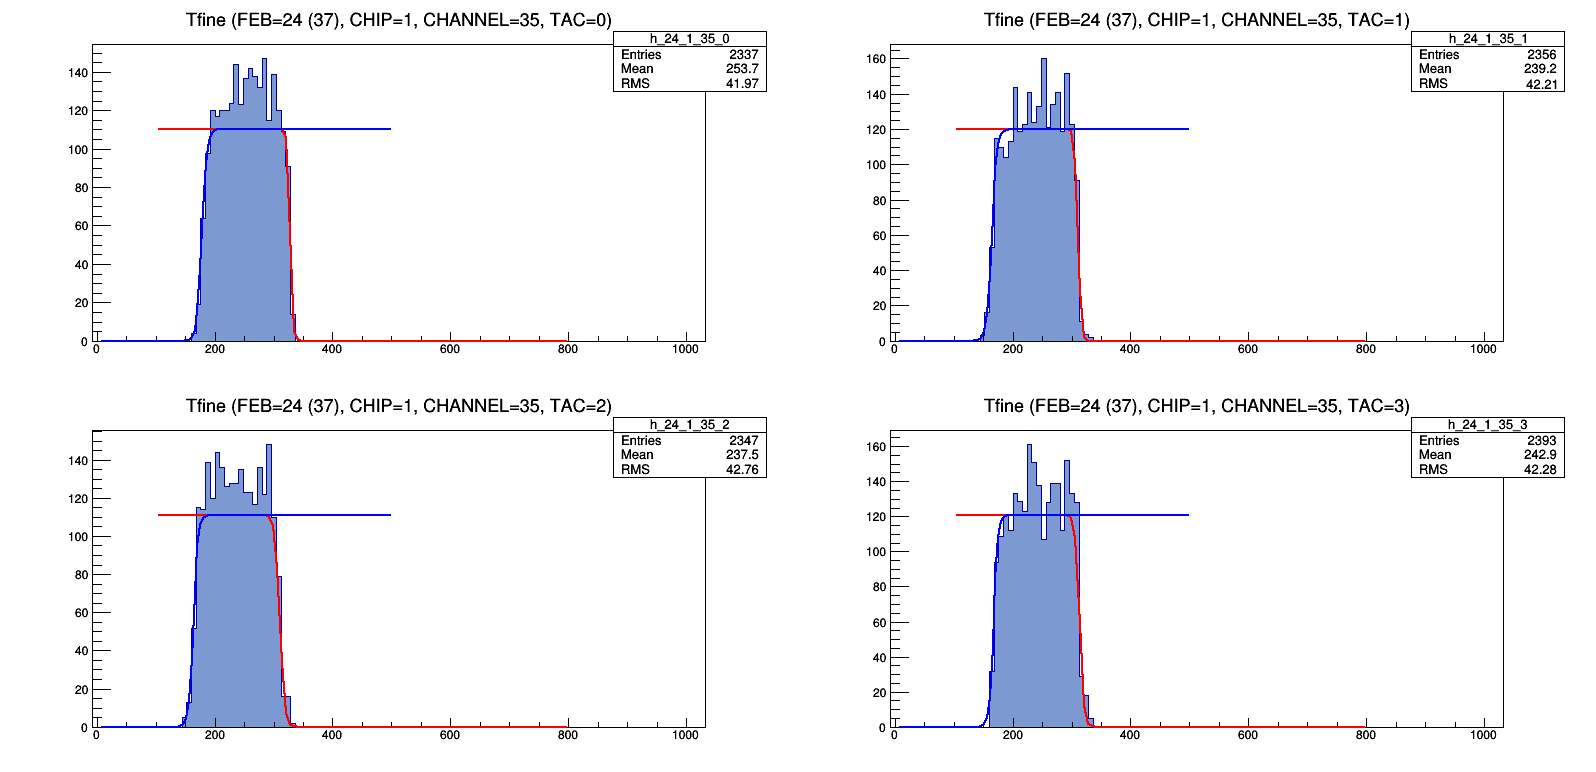 Tfine (FEB=24 (37), CHIP=1, CHANNEL=35, TAC=0)
h_24_1_35_0
Entries 2337
Mean 253.7
RMS 41.97
140
120
100
80
60
40
20
0
0 200 400 600 800 1000
Tfine (FEB=24 (37), CHIP=1, CHANNEL=35, TAC=1)
h_24_1_35_1
Entries 2356
Mean 239.2
RMS 42.21
160
140
120
100
80
60
40
20
0
0 200 400 600 800 1000
Tfine (FEB=24 (37), CHIP=1, CHANNEL=35, TAC=2)
h_24_1_35_2
Entries 2347
Mean 237.5
RMS 42.76
140
120
100
80
60
40
20
0
0 200 400 600 800 1000
Tfine (FEB=24 (37), CHIP=1, CHANNEL=35, TAC=3)
h_24_1_35_3
Entries 2393
Mean 242.9
RMS 42.28
160
140
120
100
80
60
40
20
0
0 200 400 600 800 1000